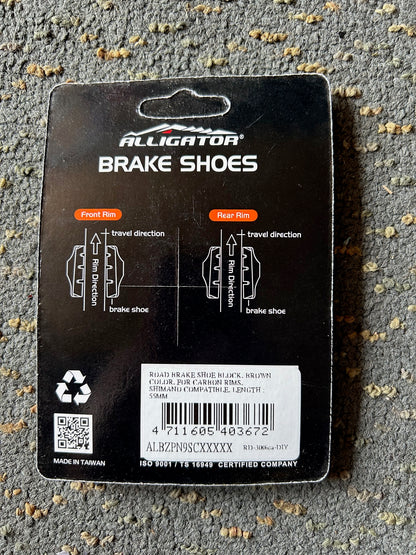 ALLIGATOR®
BRAKE SHOES
Front Rim
travel direction
Rim Direction
brake shoe
Rear Rim
travel direction
Rim Direction
brake shoe
ROAD BRAKE SHOE BLOCK, BROWN
COLOR, FOR CARBON RIMS,
SHIMANO COMPATIBLE, LENGTH :
55MM
4 711605 403672
ALBZPN9SCXXXXX
RD-300ca-DIY
MADE IN TAIWAN
ISO 9001 / TS 16949 CERTIFIED COMPANY